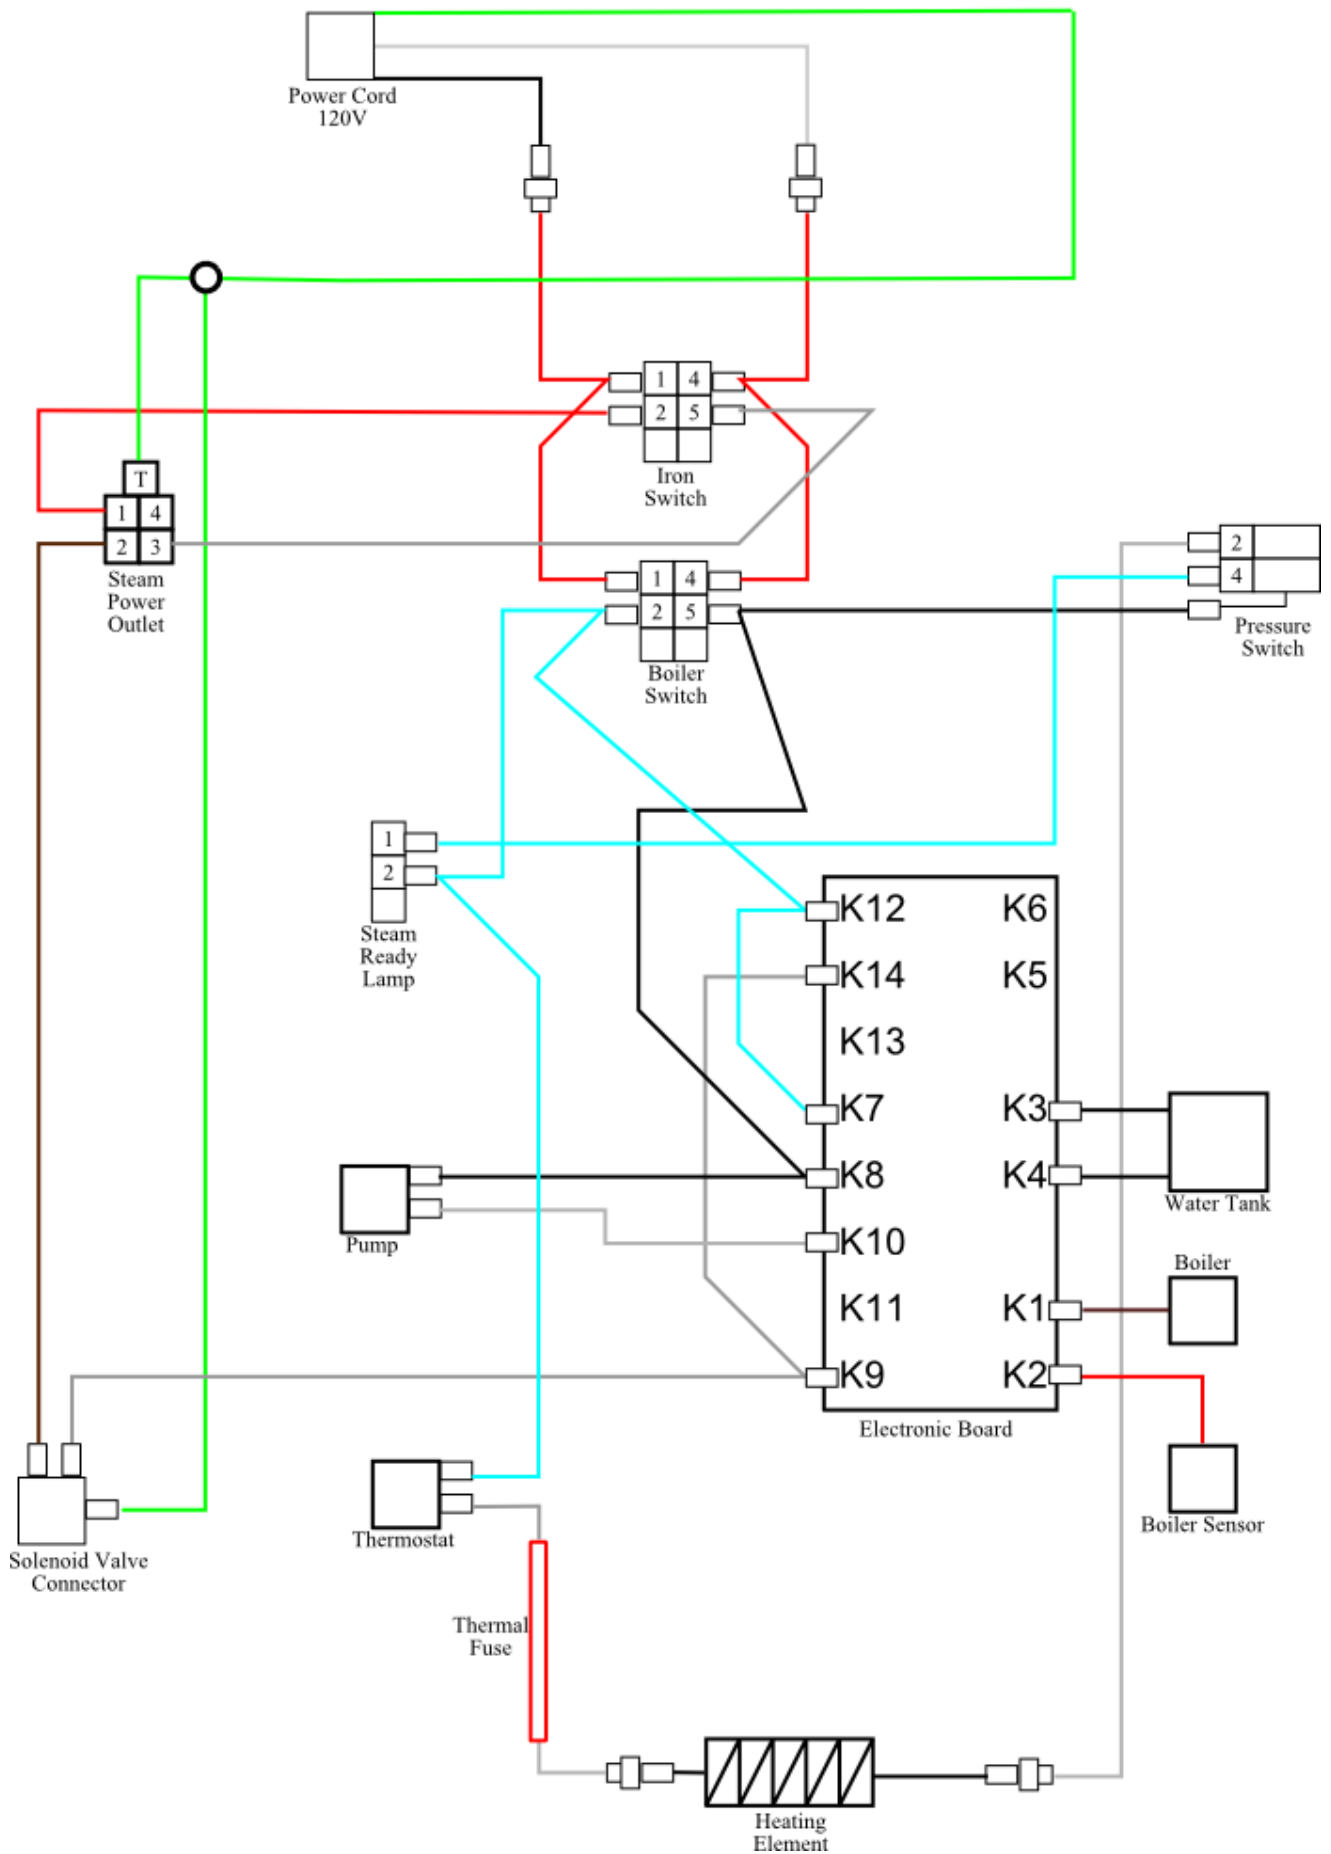 Power Cord
120V
1 4
2 5
Iron
Switch
T
1 4
2 3
Steam
Power
Outlet
2
4
Pressure
Switch
1 4
2 5
Boiler
Switch
1
2
Steam
Ready
Lamp
K12 K6
K14 K5
K13
K7 K3
K8 K4
K10
K11 K1
K9 K2
Electronic Board
Water Tank
Pump
Boiler
Boiler Sensor
Solenoid Valve
Connector
Thermostat
Thermal
Fuse
Heating
Element